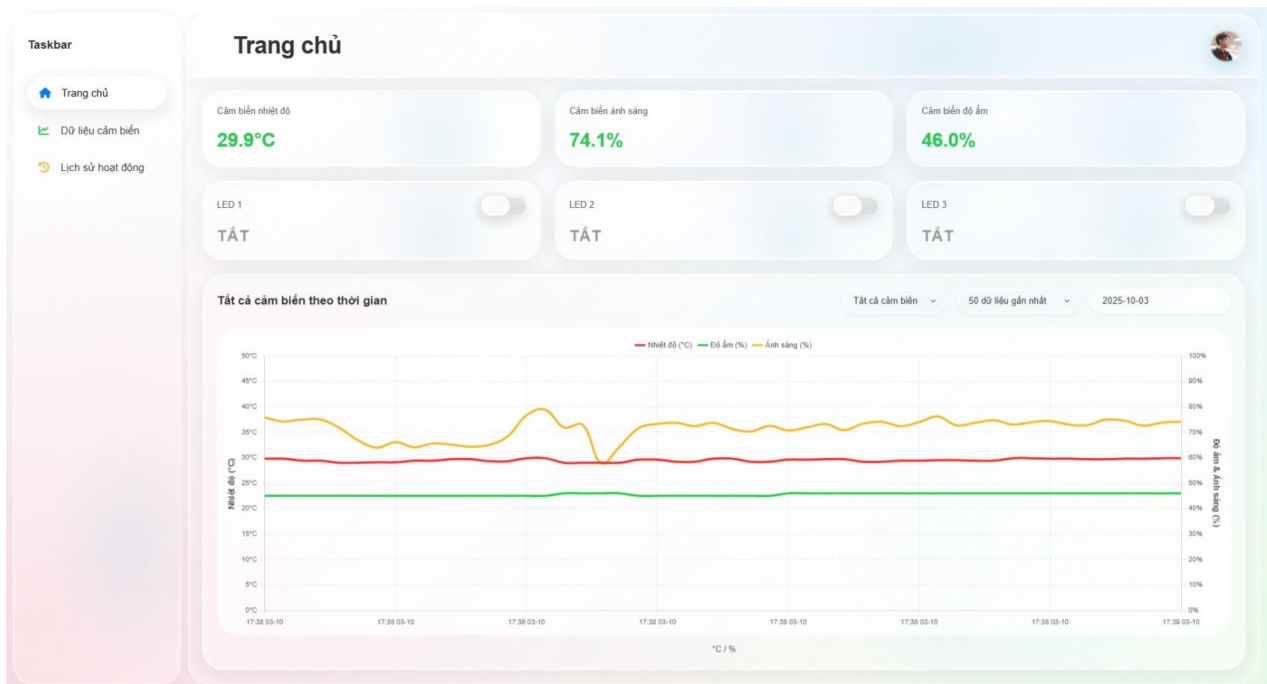 Taskbar
Trang chủ
Dữ liệu cảm biến
Lịch sử hoạt động
Trang chủ
Cảm biến nhiệt độ
29.9°C
Cảm biến ánh sáng
74.1%
Cảm biến độ ẩm
46.0%
LED 1
TẮT
LED 2
TẮT
LED 3
TẮT
Tất cả cảm biến theo thời gian
Tất cả cảm biến
50 dữ liệu gần nhất
2025-10-03
Nhiệt độ (°C) Độ ẩm (%) Ánh sáng (%)
50°C
45°C
40°C
35°C
30°C
25°C
20°C
15°C
10°C
5°C
0°C
Nhiệt độ (°C)
100%
90%
80%
70%
60%
50%
40%
30%
20%
10%
0%
Độ ẩm & Ánh sáng (%)
17:38 03-10 17:38 03-10 17:38 03-10 17:38 03-10 17:38 03-10 17:38 03-10 17:38 03-10 17:39 03-10
°C / %